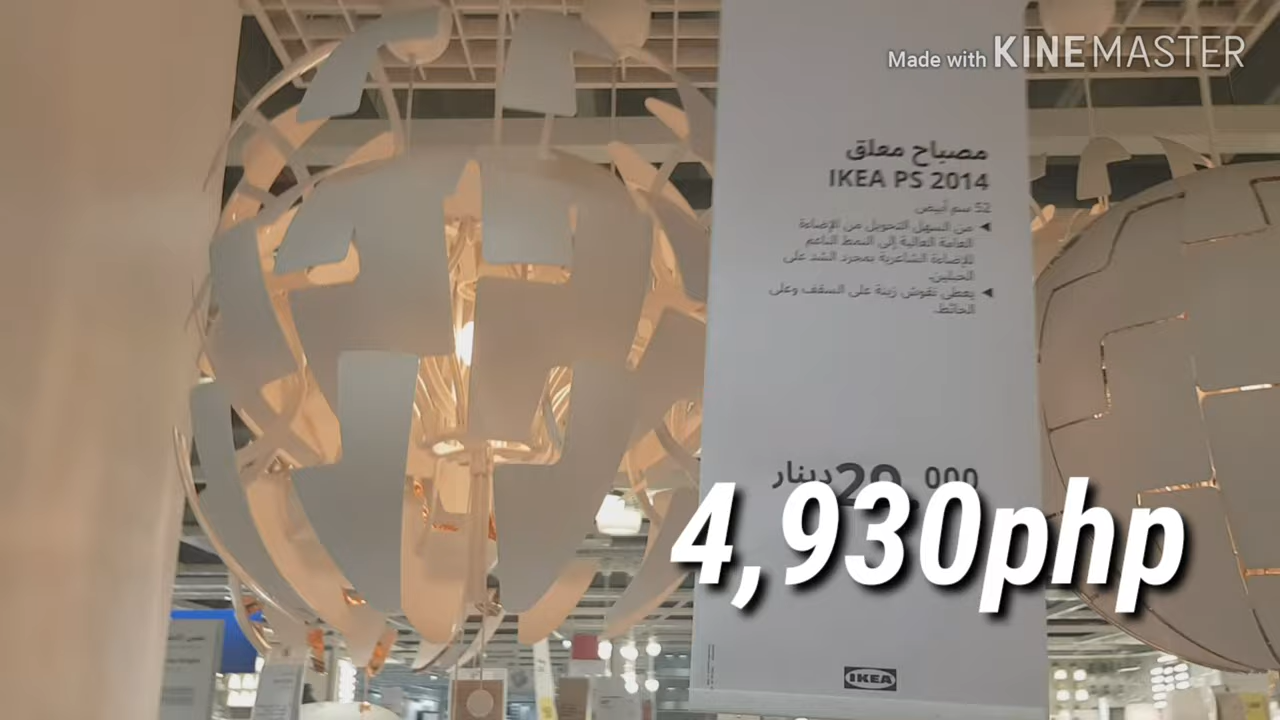 Made with KINEMASTER
مصباح معلق
IKEA PS 2014
52 سم أبيض
◀ من السهل التحويل من الإضاءة
العامة العالية إلى النمط الناعم
للإضاءة الشاعرية بمجرد الشد على
الحبلين.
◀ يعطي نقوش زينة على السقف وعلى
الحائط.
29.000 دينار
4,930php
IKEA